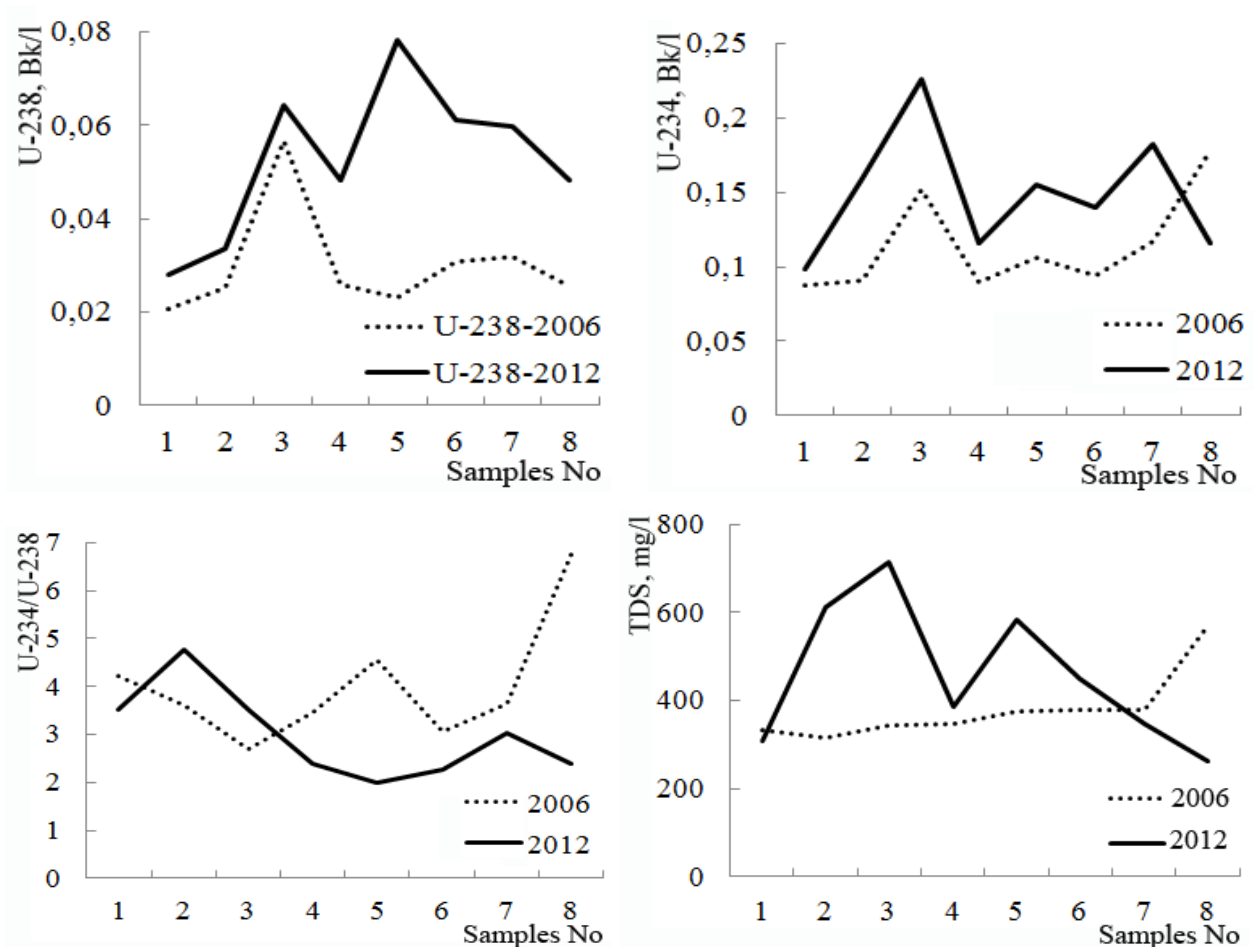 U-238, Bk/l
0,08
0,06
0,04
0,02
0
U-238-2006
U-238-2012
1 2 3 4 5 6 7 8
Samples No
U-234, Bk/l
0,25
0,2
0,15
0,1
0,05
0
2006
2012
1 2 3 4 5 6 7 8
Samples No
U-234/U-238
7
6
5
4
3
2
1
0
2006
2012
1 2 3 4 5 6 7 8
Samples No
TDS, mg/l
800
600
400
200
0
2006
2012
1 2 3 4 5 6 7 8
Samples No